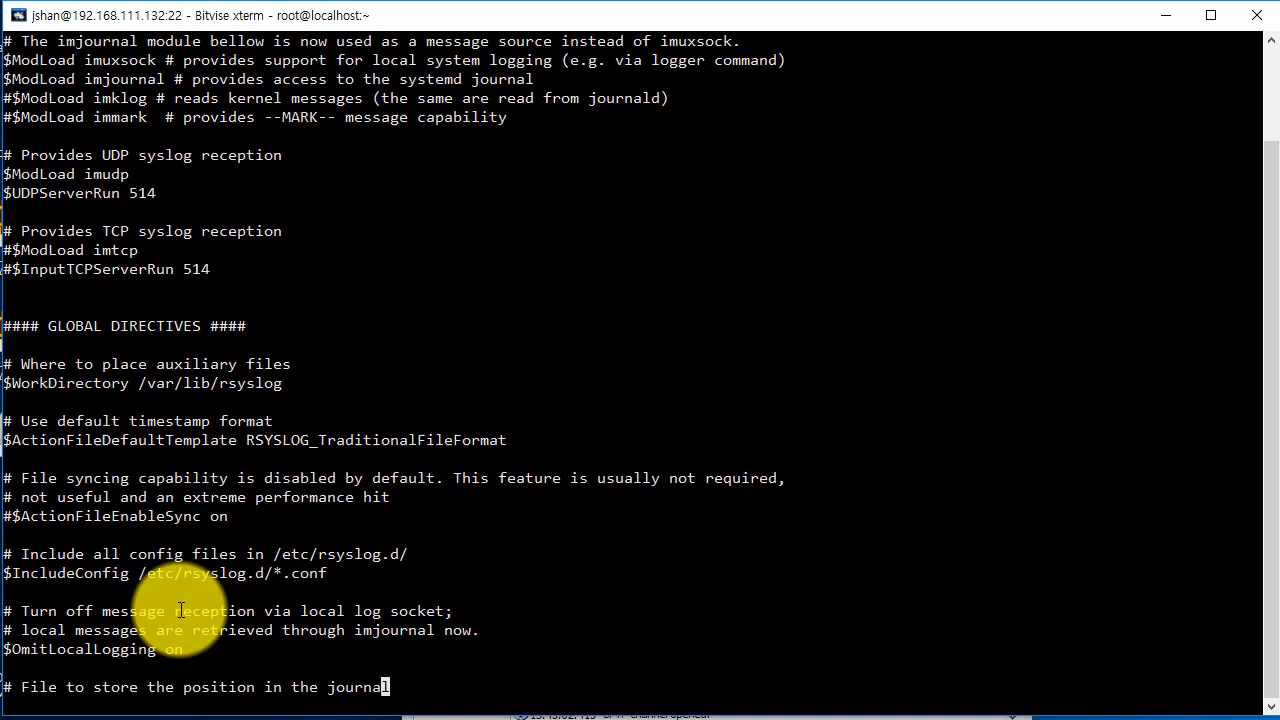 jshan@192.168.111.132:22 - Bitvise xterm - root@localhost:~
# The imjournal module bellow is now used as a message source instead of imuxsock.
$ModLoad imuxsock # provides support for local system logging (e.g. via logger command)
$ModLoad imjournal # provides access to the systemd journal
#$ModLoad imklog # reads kernel messages (the same are read from journald)
#$ModLoad immark  # provides --MARK-- message capability
# Provides UDP syslog reception
$ModLoad imudp
$UDPServerRun 514
# Provides TCP syslog reception
#$ModLoad imtcp
#$InputTCPServerRun 514
#### GLOBAL DIRECTIVES ####
# Where to place auxiliary files
$WorkDirectory /var/lib/rsyslog
# Use default timestamp format
$ActionFileDefaultTemplate RSYSLOG_TraditionalFileFormat
# File syncing capability is disabled by default. This feature is usually not required,
# not useful and an extreme performance hit
#$ActionFileEnableSync on
# Include all config files in /etc/rsyslog.d/
$IncludeConfig /etc/rsyslog.d/*.conf
# Turn off message reception via local log socket;
# local messages are retrieved through imjournal now.
$OmitLocalLogging on
# File to store the position in the journal